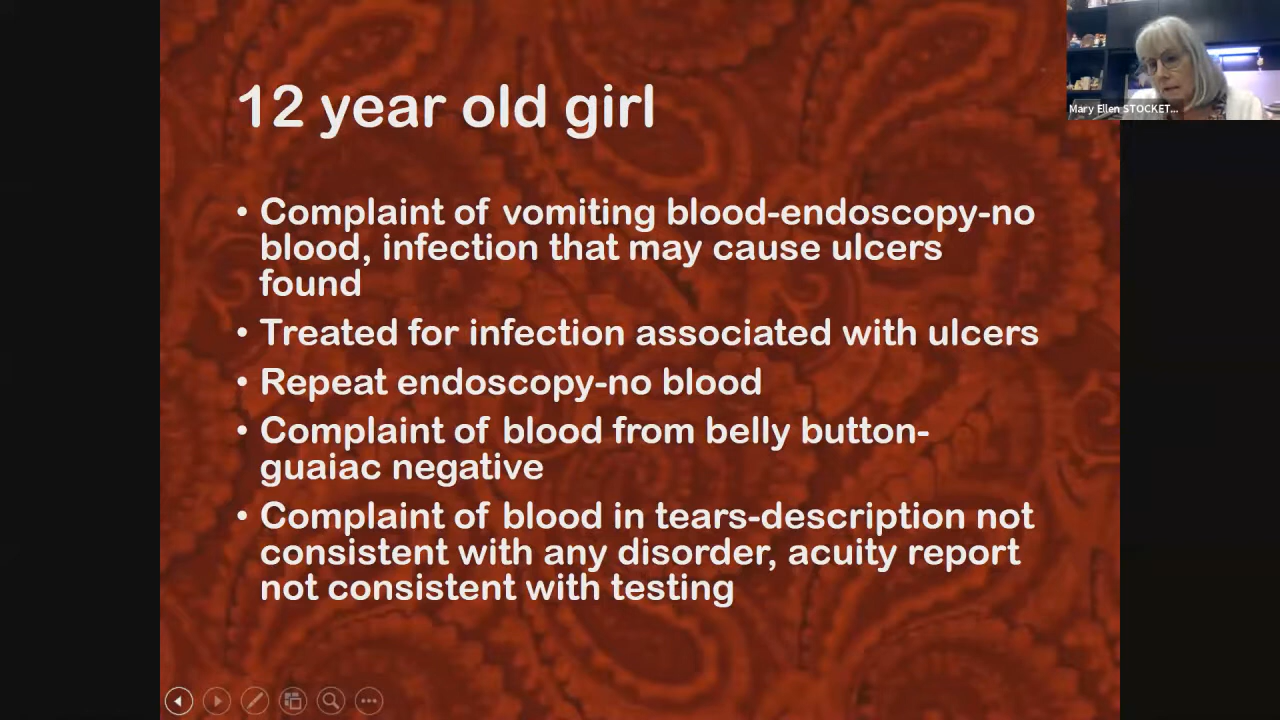 12 year old girl
Mary Ellen STOCKET...
• Complaint of vomiting blood-endoscopy-no
blood, infection that may cause ulcers
found
• Treated for infection associated with ulcers
• Repeat endoscopy-no blood
• Complaint of blood from belly button-
guaiac negative
• Complaint of blood in tears-description not
consistent with any disorder, acuity report
not consistent with testing